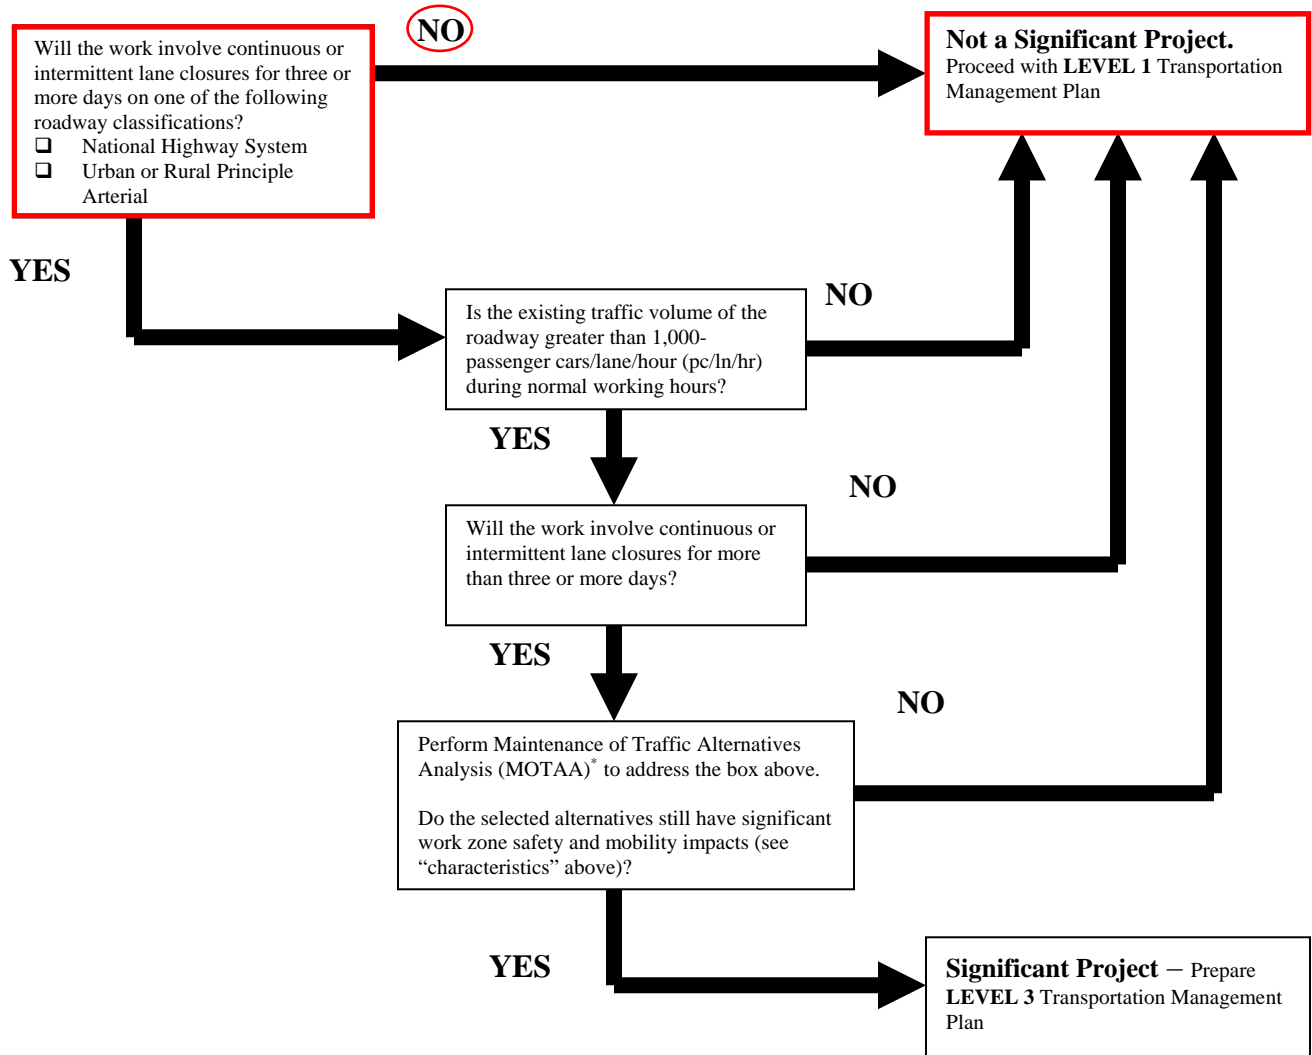 NO
Will the work involve continuous or
intermittent lane closures for three or
more days on one of the following
roadway classifications?
❑ National Highway System
❑ Urban or Rural Principle
Arterial
Not a Significant Project.
Proceed with LEVEL 1 Transportation
Management Plan
YES
Is the existing traffic volume of the
roadway greater than 1,000-
passenger cars/lane/hour (pc/ln/hr)
during normal working hours?
NO
YES
Will the work involve continuous or
intermittent lane closures for more
than three or more days?
NO
YES
Perform Maintenance of Traffic Alternatives
Analysis (MOTAA)* to address the box above.
Do the selected alternatives still have significant
work zone safety and mobility impacts (see
“characteristics” above)?
NO
YES
Significant Project – Prepare
LEVEL 3 Transportation Management
Plan